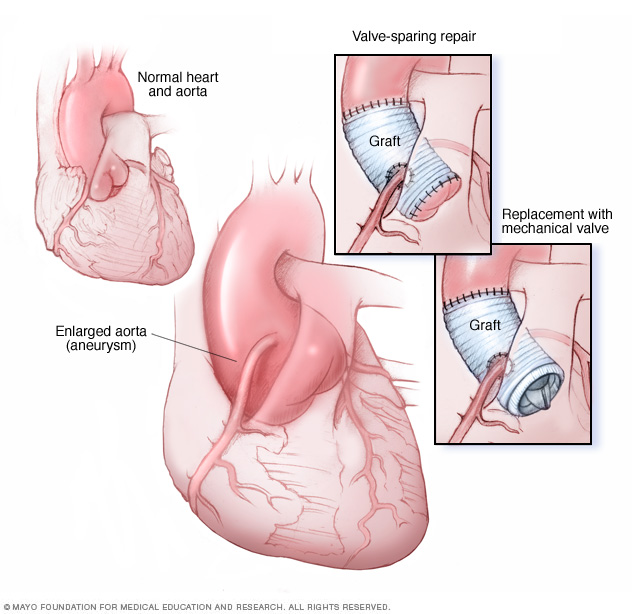 Valve-sparing repair
Normal heart
and aorta
Graft
Replacement with
mechanical valve
Graft
Enlarged aorta
(aneurysm)
© MAYO FOUNDATION FOR MEDICAL EDUCATION AND RESEARCH. ALL RIGHTS RESERVED.